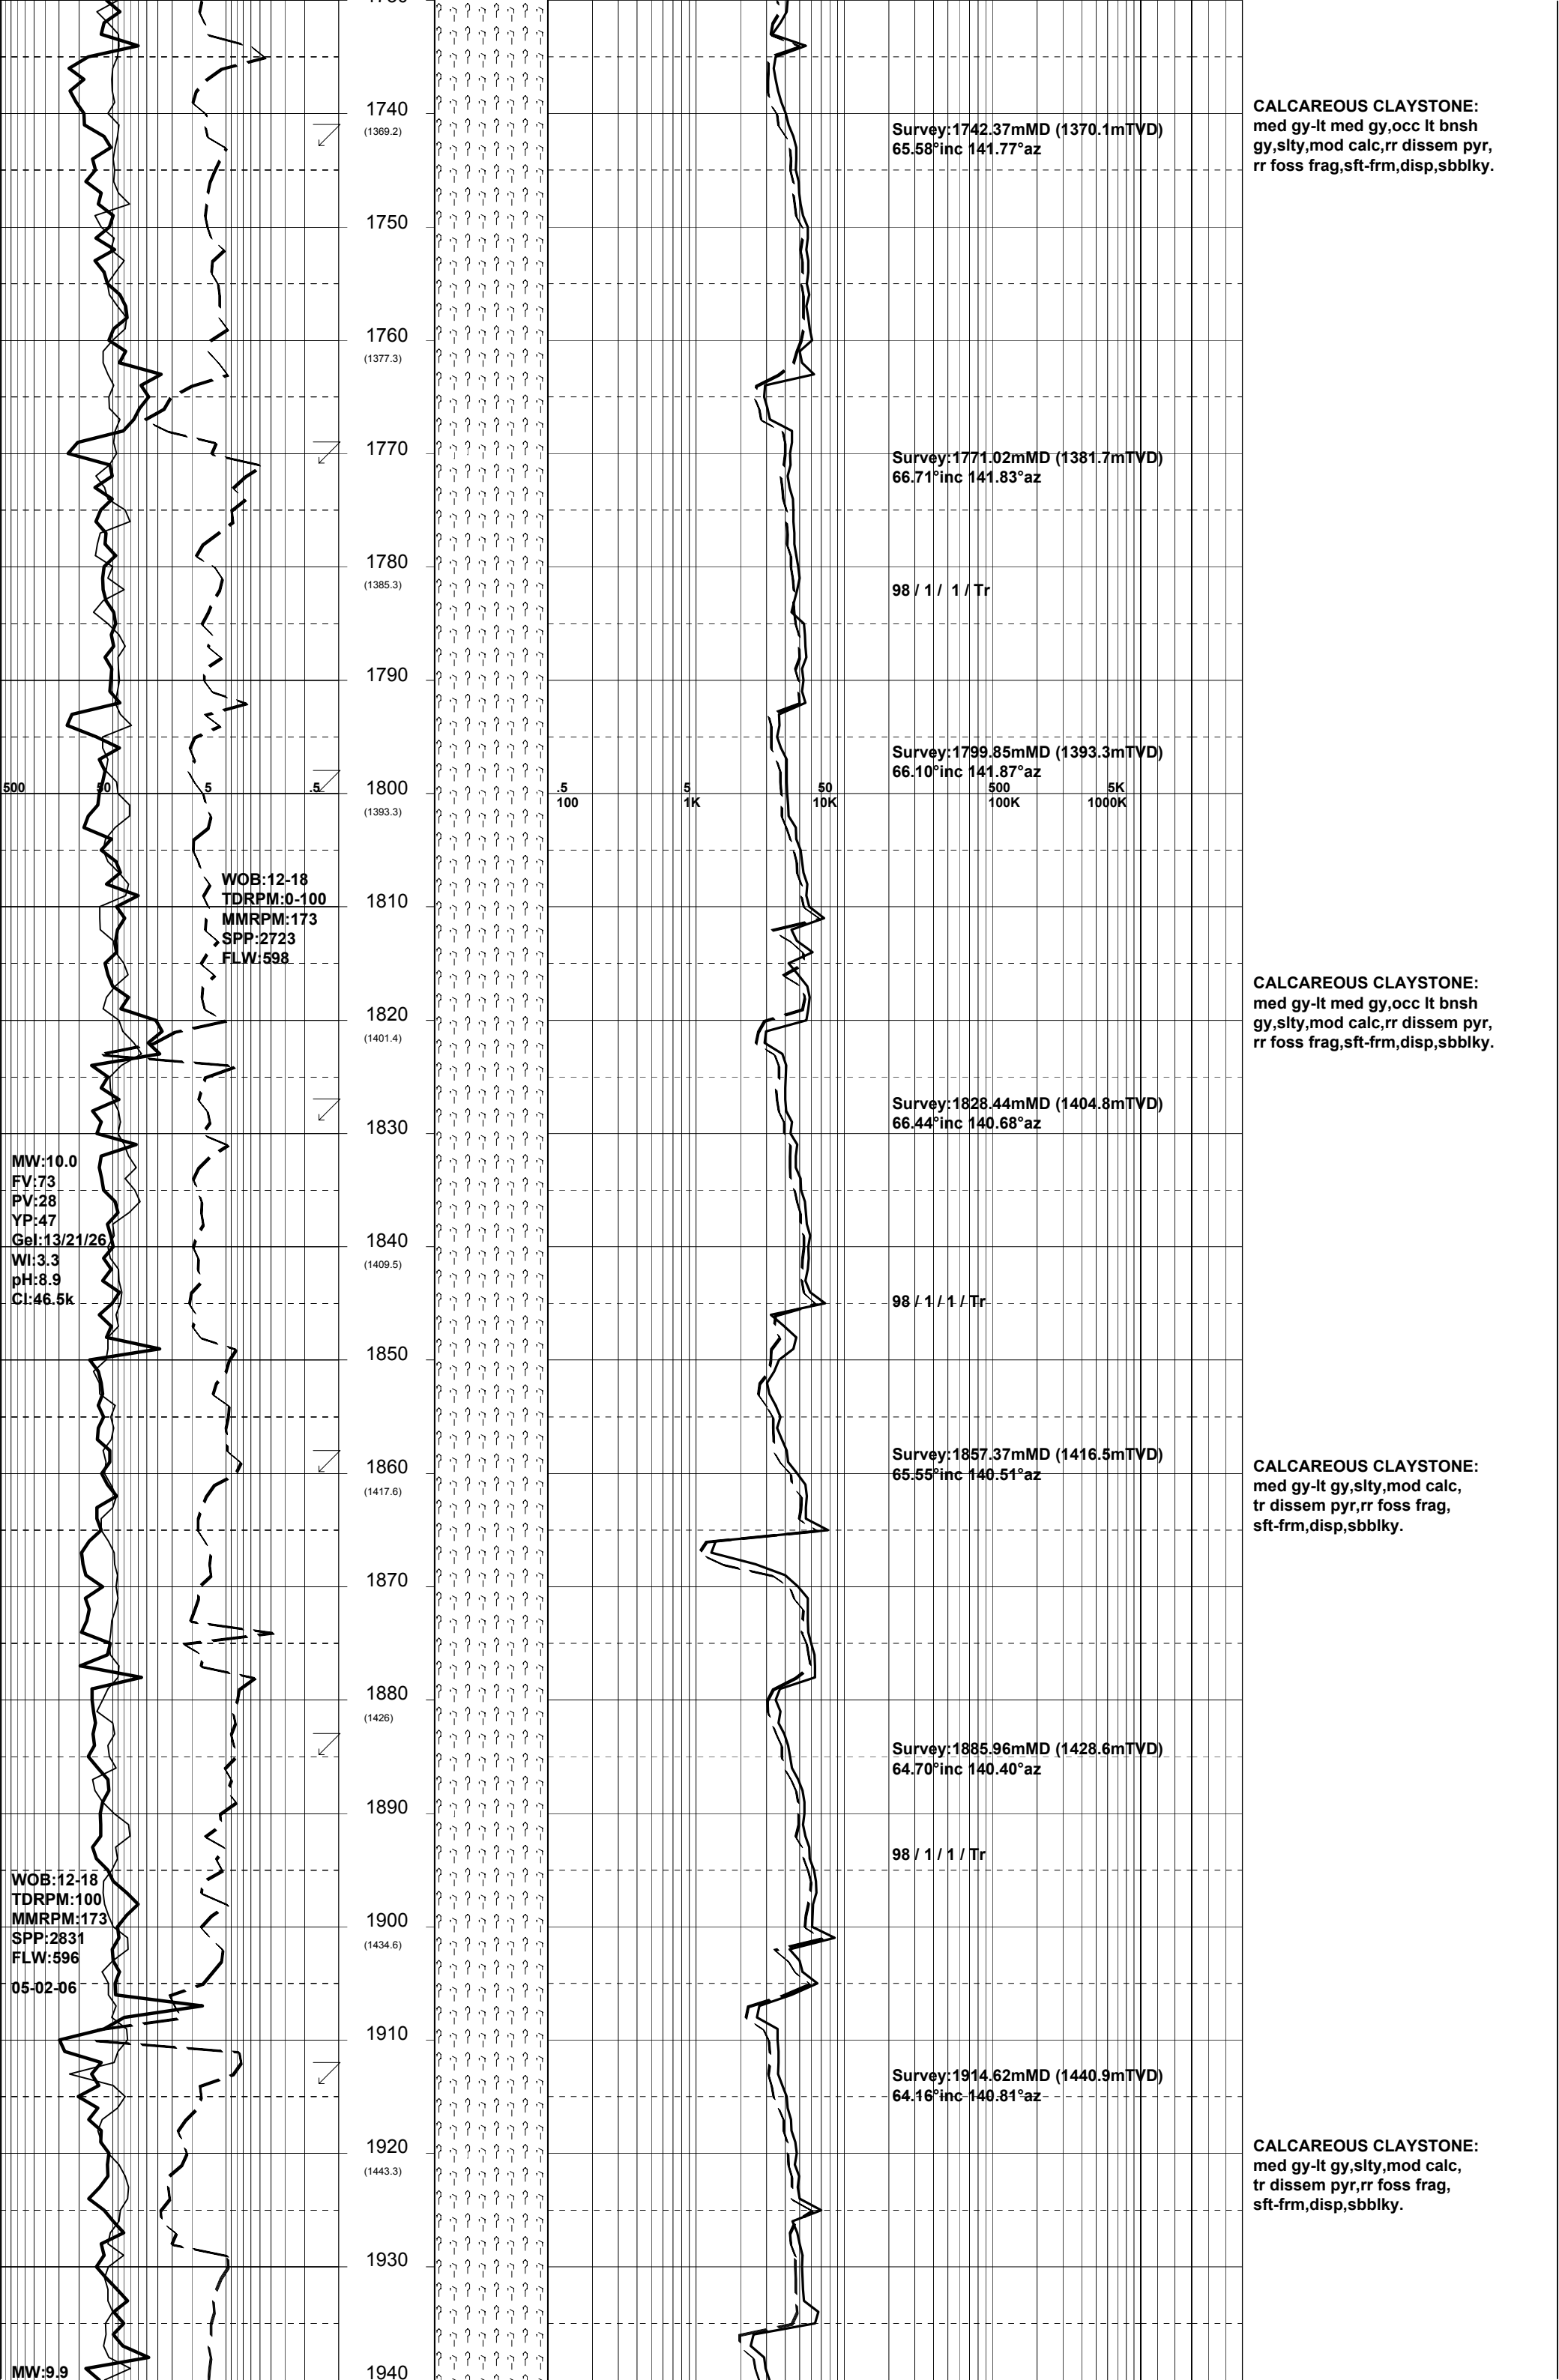 1740
(1369.2)
Survey:1742.37mMD (1370.1mTVD)
65.58°inc 141.77°az
CALCAREOUS CLAYSTONE:
med gy-lt med gy,occ lt bnsh
gy,slty,mod calc,rr dissem pyr,
rr foss frag,sft-frm,disp,sbblky.
1750
1760
(1377.3)
1770
Survey:1771.02mMD (1381.7mTVD)
66.71°inc 141.83°az
1780
(1385.3)
98 / 1 / 1 / Tr
1790
Survey:1799.85mMD (1393.3mTVD)
66.10°inc 141.87°az
500 50 5 .5 1800 .5 5 50 500 5K
(1393.3) 100 1K 10K 100K 1000K
WOB:12-18
TDRPM:0-100
MMRPM:173
SPP:2723
FLW:598
1810
1820
(1401.4)
CALCAREOUS CLAYSTONE:
med gy-lt med gy,occ lt bnsh
gy,slty,mod calc,rr dissem pyr,
rr foss frag,sft-frm,disp,sbblky.
Survey:1828.44mMD (1404.8mTVD)
66.44°inc 140.68°az
1830
MW:10.0
FV:73
PV:28
YP:47
Gel:13/21/26
Wl:3.3
pH:8.9
Cl:46.5k
1840
(1409.5)
98 / 1 / 1 / Tr
1850
Survey:1857.37mMD (1416.5mTVD)
65.55°inc 140.51°az
1860
(1417.6)
CALCAREOUS CLAYSTONE:
med gy-lt gy,slty,mod calc,
tr dissem pyr,rr foss frag,
sft-frm,disp,sbblky.
1870
1880
(1426)
Survey:1885.96mMD (1428.6mTVD)
64.70°inc 140.40°az
1890
98 / 1 / 1 / Tr
WOB:12-18
TDRPM:100
MMRPM:173
SPP:2831
FLW:596
05-02-06
1900
(1434.6)
1910
Survey:1914.62mMD (1440.9mTVD)
64.16°inc 140.81°az
1920
(1443.3)
CALCAREOUS CLAYSTONE:
med gy-lt gy,slty,mod calc,
tr dissem pyr,rr foss frag,
sft-frm,disp,sbblky.
1930
MW:9.9
1940